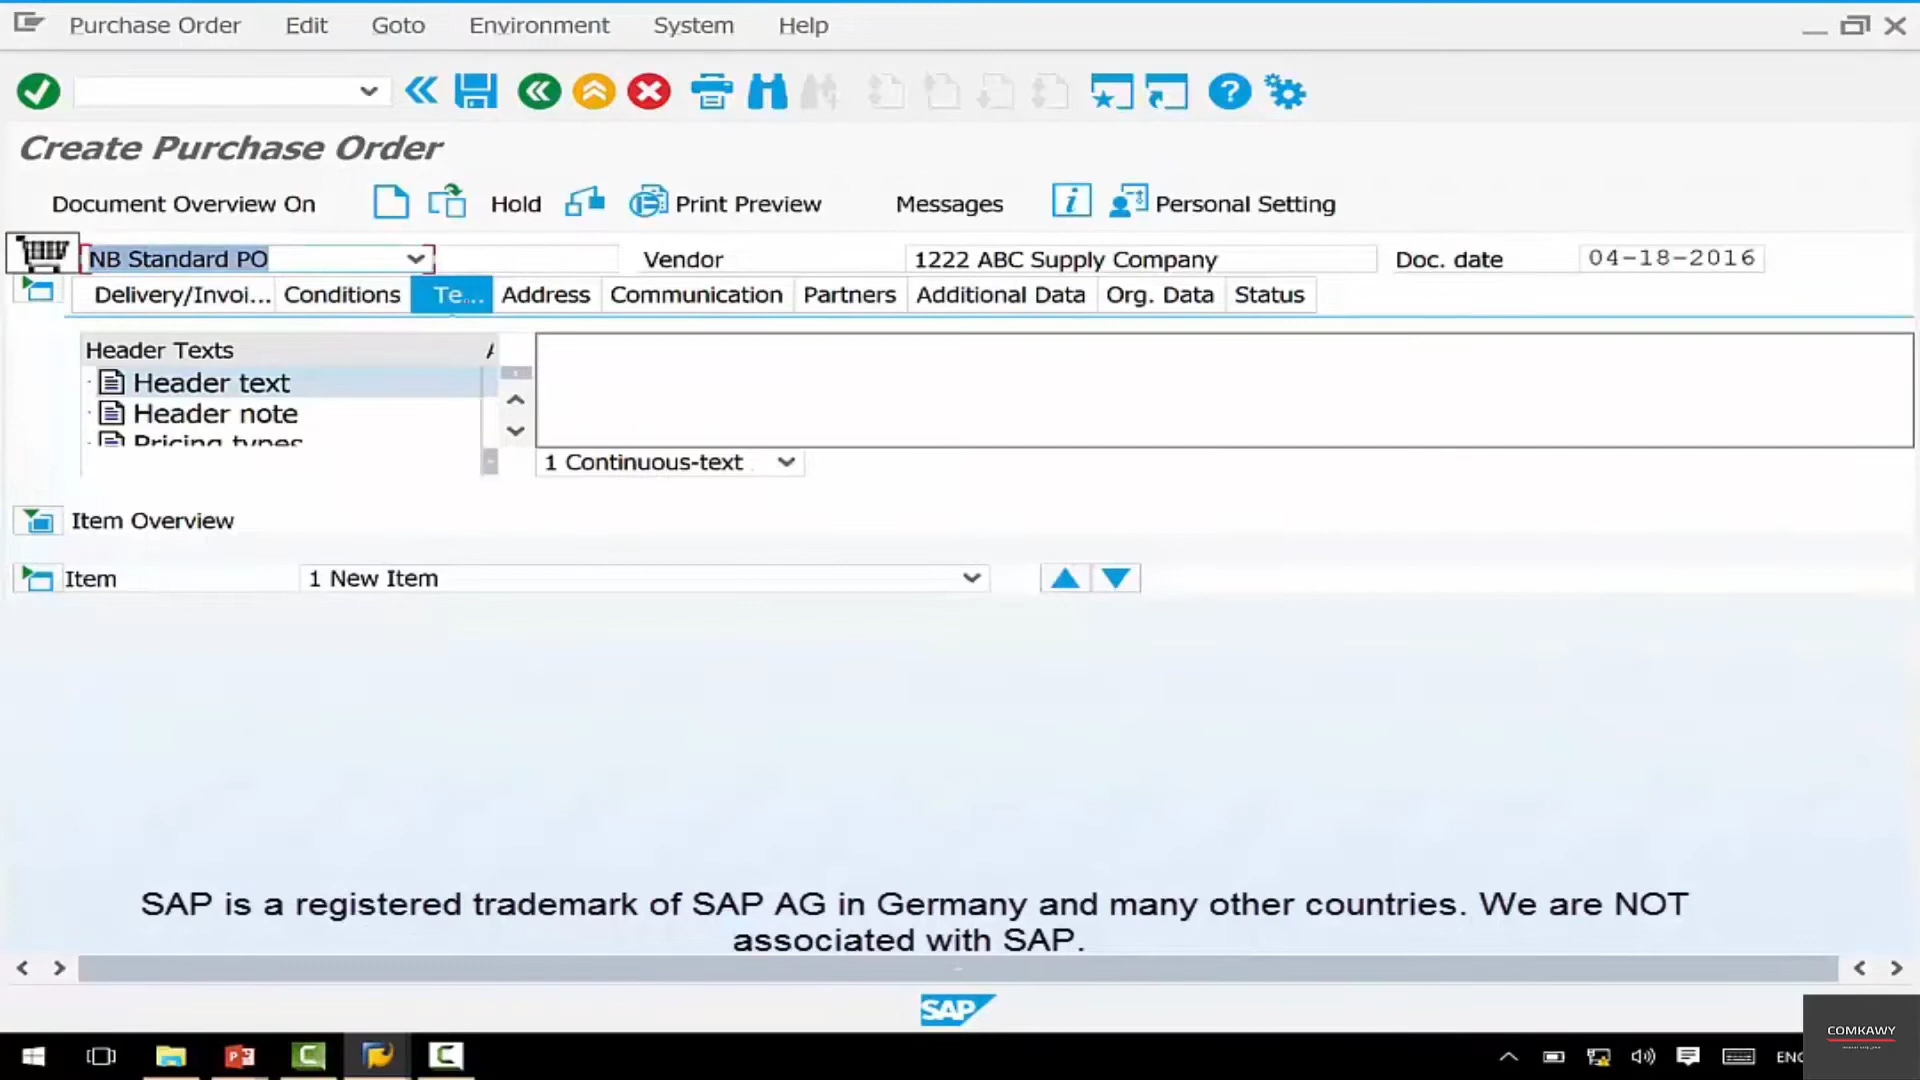 Purchase Order Edit Goto Environment System Help
Create Purchase Order
Document Overview On Hold Print Preview Messages Personal Setting
NB Standard PO Vendor 1222 ABC Supply Company Doc. date 04-18-2016
Delivery/Invoi... Conditions Te... Address Communication Partners Additional Data Org. Data Status
Header Texts
Header text
Header note
Pricing types
1 Continuous-text
Item Overview
Item 1 New Item
SAP is a registered trademark of SAP AG in Germany and many other countries. We are NOT
associated with SAP.
SAP
COMKAWY
ENG